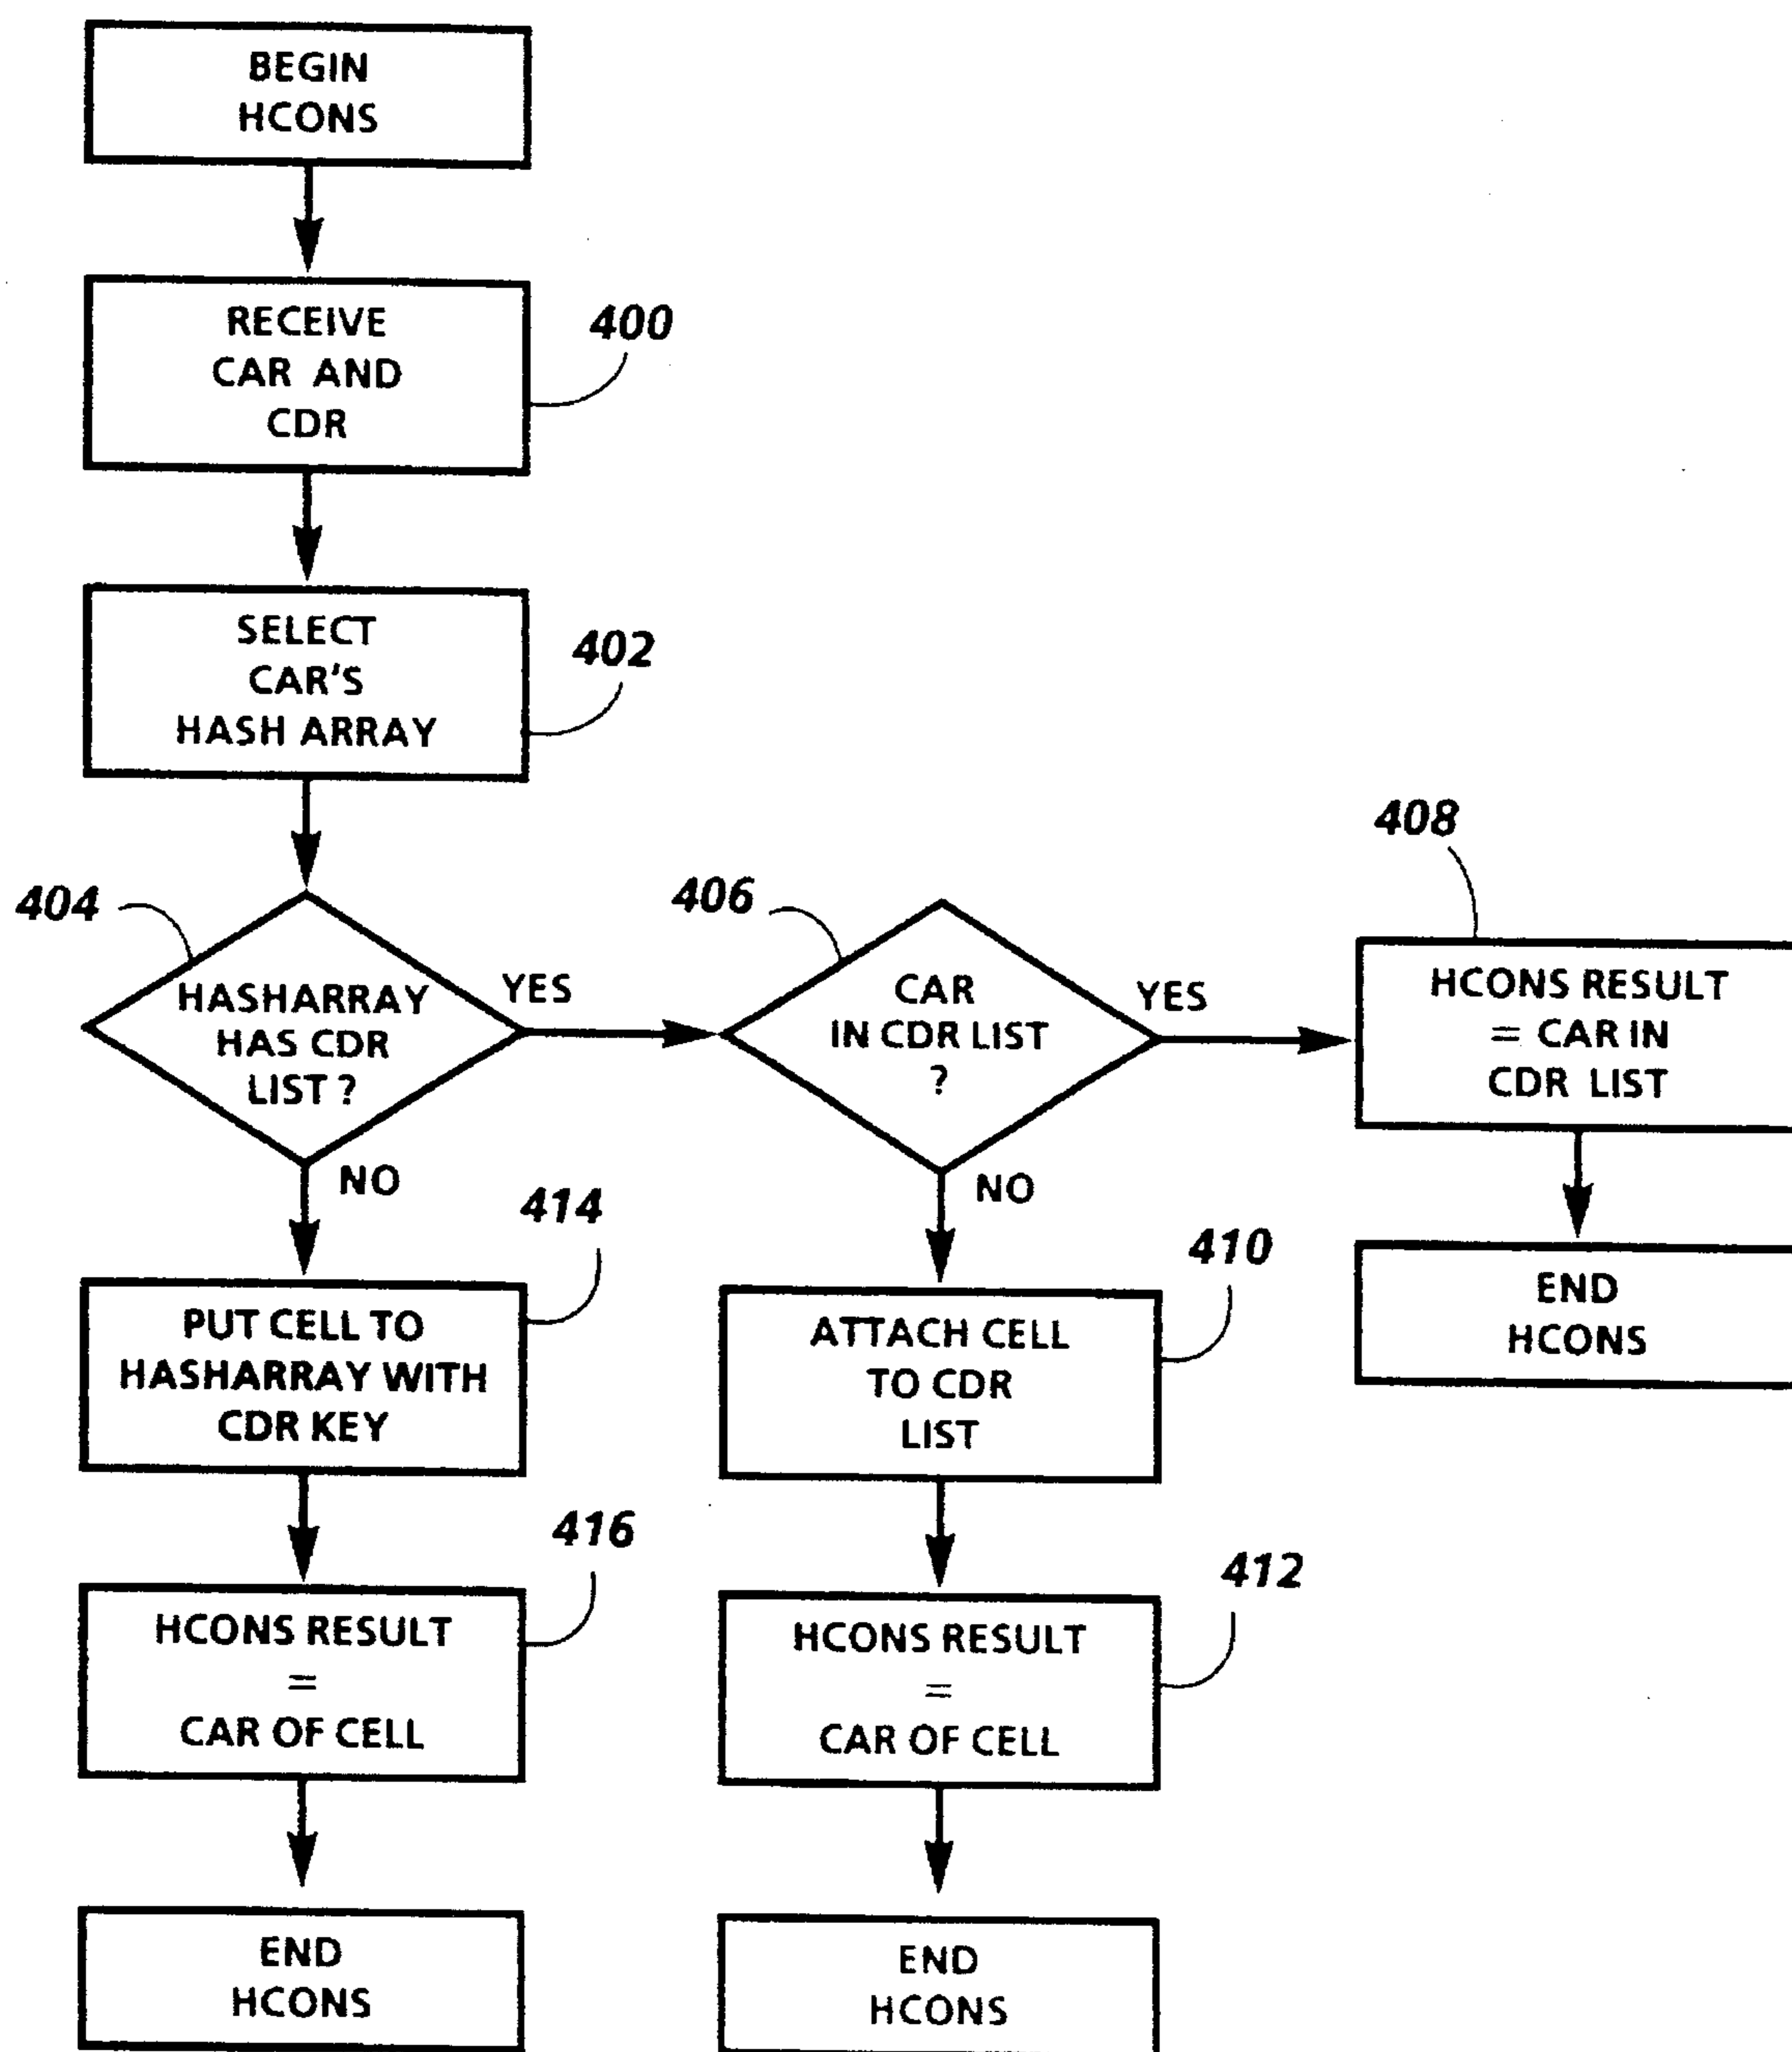 BEGIN
HCONS
RECEIVE
CAR AND
CDR
400
SELECT
CAR'S
HASH ARRAY
402
404
HASHARRAY
HAS CDR
LIST ?
YES
NO
406
CAR
IN CDR LIST
?
YES
NO
408
HCONS RESULT
= CAR IN
CDR LIST
END
HCONS
414
PUT CELL TO
HASHARRAY WITH
CDR KEY
410
ATTACH CELL
TO CDR
LIST
416
HCONS RESULT
=
CAR OF CELL
412
HCONS RESULT
=
CAR OF CELL
END
HCONS
END
HCONS